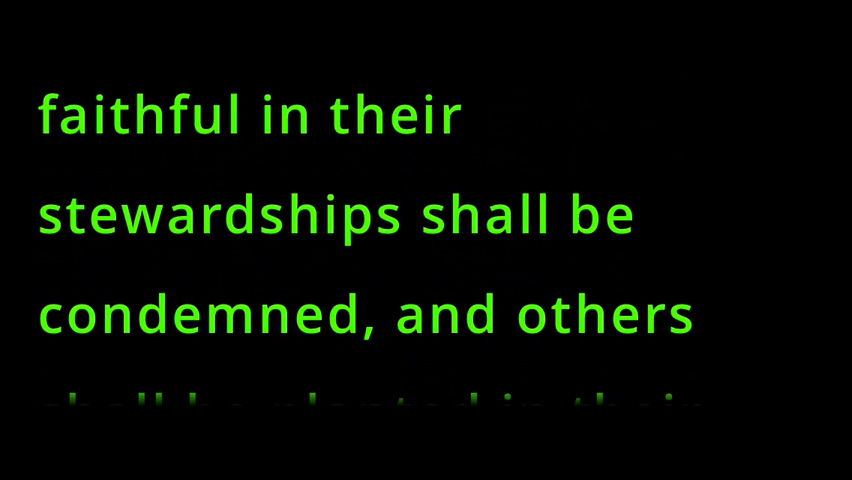 faithful in their
stewardships shall be
condemned, and others
shall be planted in their